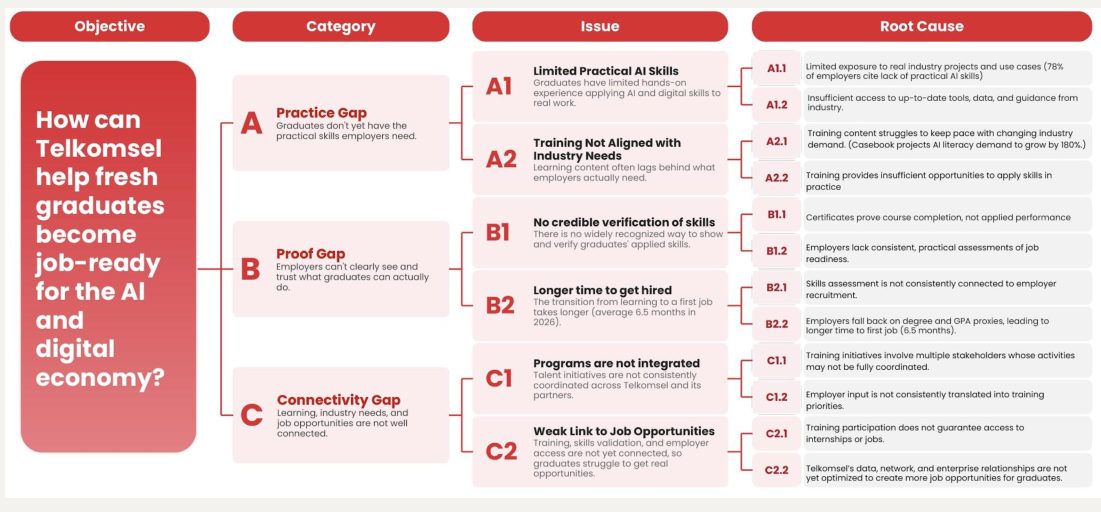 Objective
Category
Issue
Root Cause
How can
Telkomsel
help fresh
graduates
become
job-ready
for the AI
and
digital
economy?
A
Practice Gap
Graduates don't yet have the
practical skills employers need.
A1
Limited Practical AI Skills
Graduates have limited hands-on
experience applying AI and digital skills to
real work.
A1.1
Limited exposure to real industry projects and use cases (78%
of employers cite lack of practical AI skills)
A1.2
Insufficient access to up-to-date tools, data, and guidance from
industry.
A2
Training Not Aligned with
Industry Needs
Learning content often lags behind what
employers actually need.
A2.1
Training content struggles to keep pace with changing industry
demand. (Casebook projects AI literacy demand to grow by 180%.)
A2.2
Training provides insufficient opportunities to apply skills in
practice
B
Proof Gap
Employers can't clearly see and
trust what graduates can actually
do.
B1
No credible verification of skills
There is no widely recognized way to show
and verify graduates' applied skills.
B1.1
Certificates prove course completion, not applied performance
B1.2
Employers lack consistent, practical assessments of job
readiness.
B2
Longer time to get hired
The transition from learning to a first job
takes longer (average 6.5 months in
2026).
B2.1
Skills assessment is not consistently connected to employer
recruitment.
B2.2
Employers fall back on degree and GPA proxies, leading to
longer time to first job (6.5 months).
C
Connectivity Gap
Learning, industry needs, and
job opportunities are not well
connected.
C1
Programs are not integrated
Talent initiatives are not consistently
coordinated across Telkomsel and its
partners.
C1.1
Training initiatives involve multiple stakeholders whose activities
may not be fully coordinated.
C1.2
Employer input is not consistently translated into training
priorities.
C2
Weak Link to Job Opportunities
Training, skills validation, and employer
access are not yet connected, so
graduates struggle to get real
opportunities.
C2.1
Training participation does not guarantee access to
internships or jobs.
C2.2
Telkomsel's data, network, and enterprise relationships are not
yet optimized to create more job opportunities for graduates.